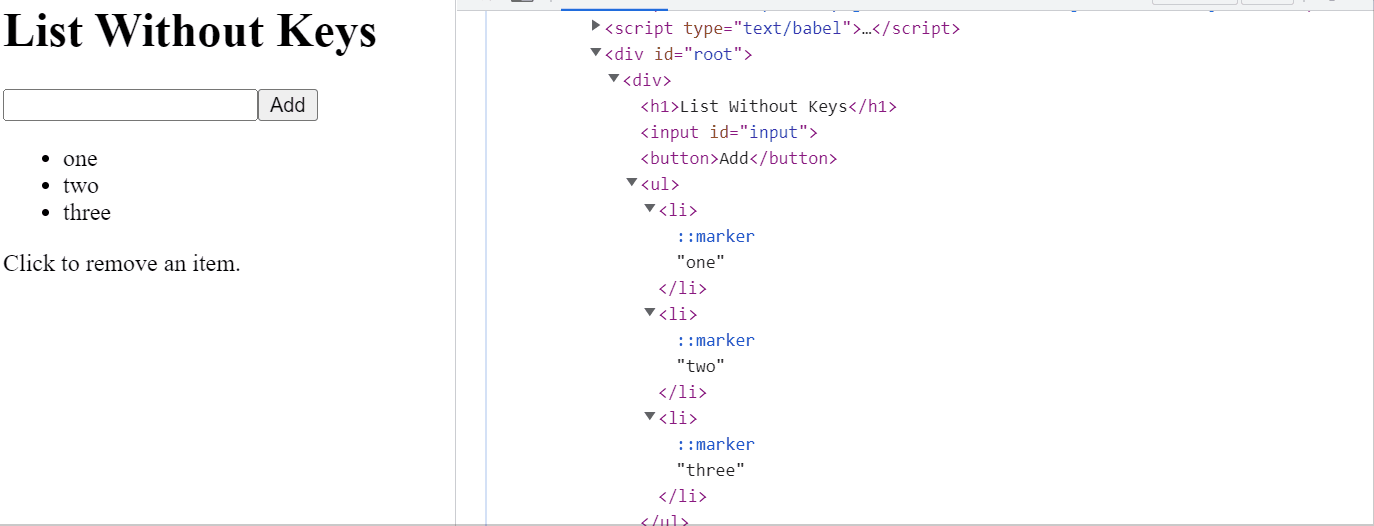 List Without Keys
Add
one
two
three
Click to remove an item.
<script type="text/babel">…</script>
<div id="root">
<div>
<h1>List Without Keys</h1>
<input id="input">
<button>Add</button>
<ul>
<li>
::marker
"one"
</li>
<li>
::marker
"two"
</li>
<li>
::marker
"three"
</li>
</ul>